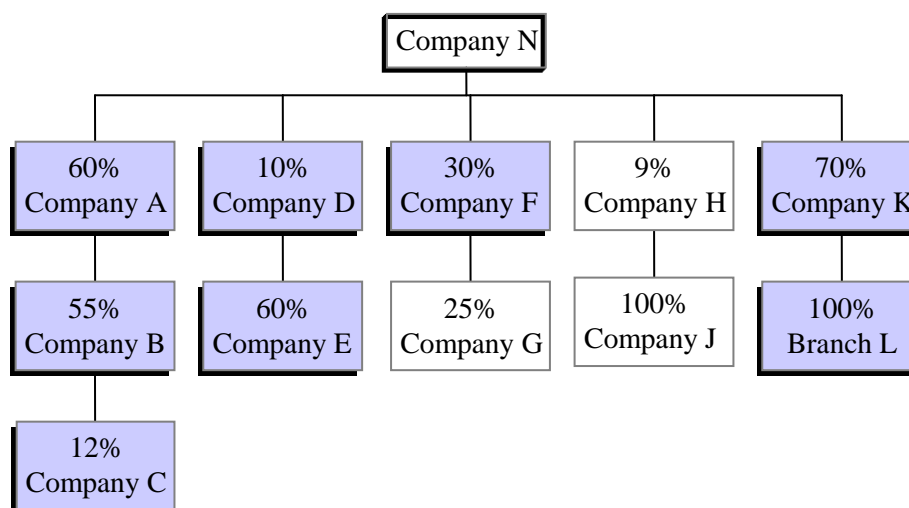 Company N
60%
Company A
10%
Company D
30%
Company F
9%
Company H
70%
Company K
55%
Company B
60%
Company E
25%
Company G
100%
Company J
100%
Branch L
12%
Company C